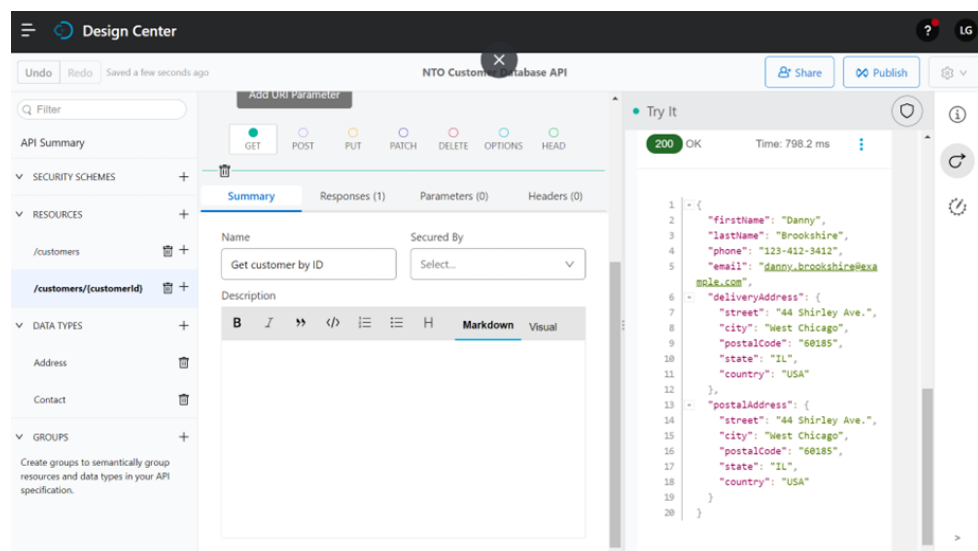 Design Center
?
LG
Undo
Redo
Saved a few seconds ago
NTO Customer Database API
Share
Publish
Filter
API Summary
SECURITY SCHEMES
RESOURCES
/customers
/customers/{customerId}
DATA TYPES
Address
Contact
GROUPS
Create groups to semantically group
resources and data types in your API
specification.
Add URI Parameter
GET POST PUT PATCH DELETE OPTIONS HEAD
Summary Responses (1) Parameters (0) Headers (0)
Name
Secured By
Get customer by ID
Select...
Description
B I ” </> H Markdown Visual
Try It
200 OK Time: 798.2 ms
1 {
2 "firstName": "Danny",
3 "lastName": "Brookshire",
4 "phone": "123-412-3412",
5 "email": "danny.brookshire@exa
mple.com",
6 "deliveryAddress": {
7 "street": "44 Shirley Ave.",
8 "city": "West Chicago",
9 "postalCode": "60185",
10 "state": "IL",
11 "country": "USA"
12 },
13 "postalAddress": {
14 "street": "44 Shirley Ave.",
15 "city": "West Chicago",
16 "postalCode": "60185",
17 "state": "IL",
18 "country": "USA"
19 }
20 }